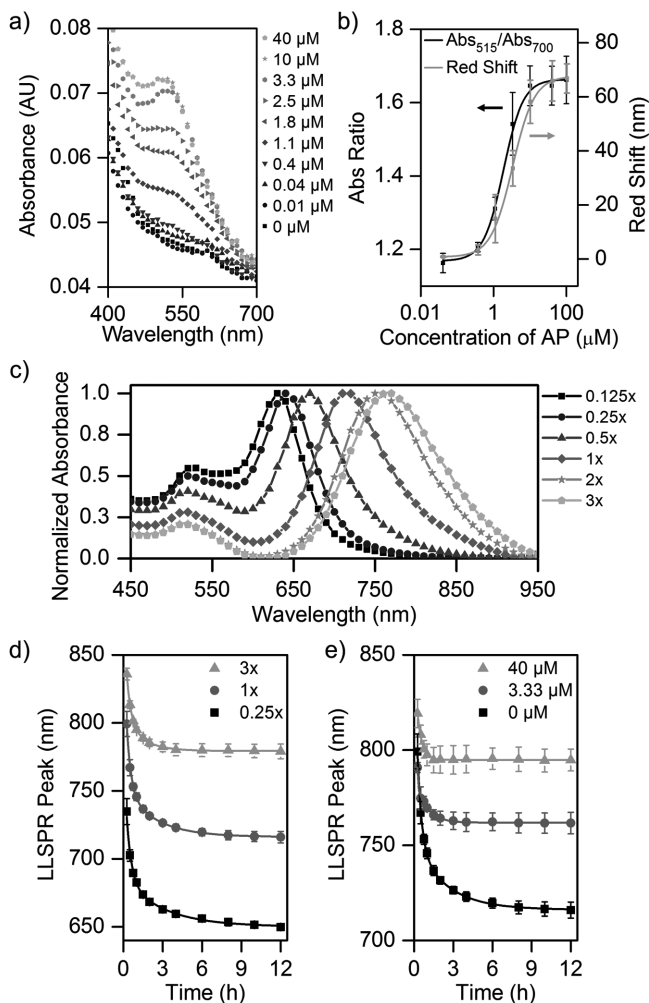 a)
0.08
0.07
0.06
0.05
0.04
Absorbance (AU)
400
550
700
Wavelength (nm)
40 μM
10 μM
3.3 μM
2.5 μM
1.8 μM
1.1 μM
0.4 μM
0.04 μM
0.01 μM
0 μM
b)
1.8
1.6
1.4
1.2
Abs Ratio
Abs515/Abs700
Red Shift
80
60
40
20
0
Red Shift (nm)
0.01
1
100
Concentration of AP (μM)
c)
1.0
0.8
0.5
0.3
0.0
Normalized Absorbance
450 550 650 750 850 950
Wavelength (nm)
0.125x
0.25x
0.5x
1x
2x
3x
d)
850
800
750
700
650
LLSPR Peak (nm)
3x
1x
0.25x
0 3 6 9 12
Time (h)
e)
850
800
750
700
LLSPR Peak (nm)
40 μM
3.33 μM
0 μM
0 3 6 9 12
Time (h)